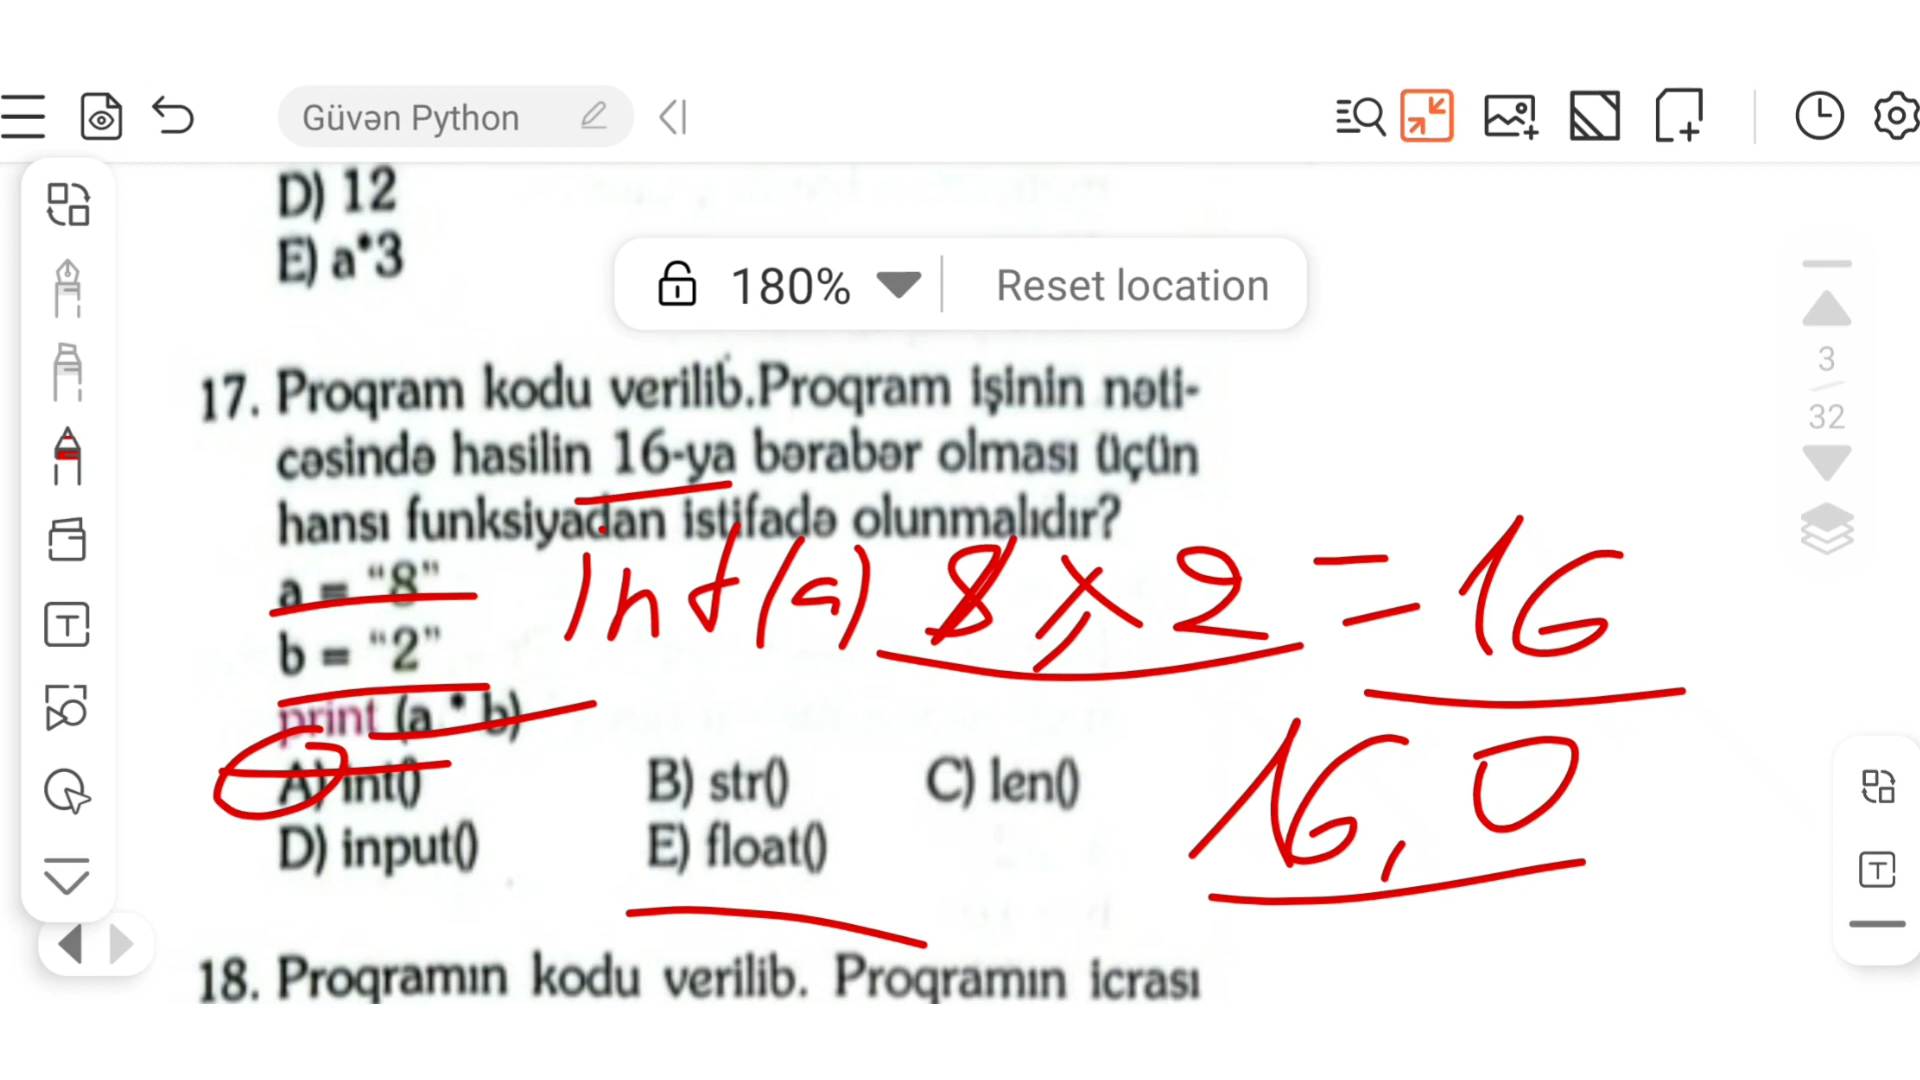 Güvən Python
D) 12
E) a*3
180%
Reset location
3
32
17. Proqram kodu verilib.Proqram işinin nəti-
cəsində hasilin 16-ya bərabər olması üçün
hansı funksiyadan istifadə olunmalıdır?
a = "8"
int(a) 8 × 2 = 16
b = "2"
print (a * b)
16,0
A) int()
B) str()
C) len()
D) input()
E) float()
18. Proqramın kodu verilib. Proqramın icrası